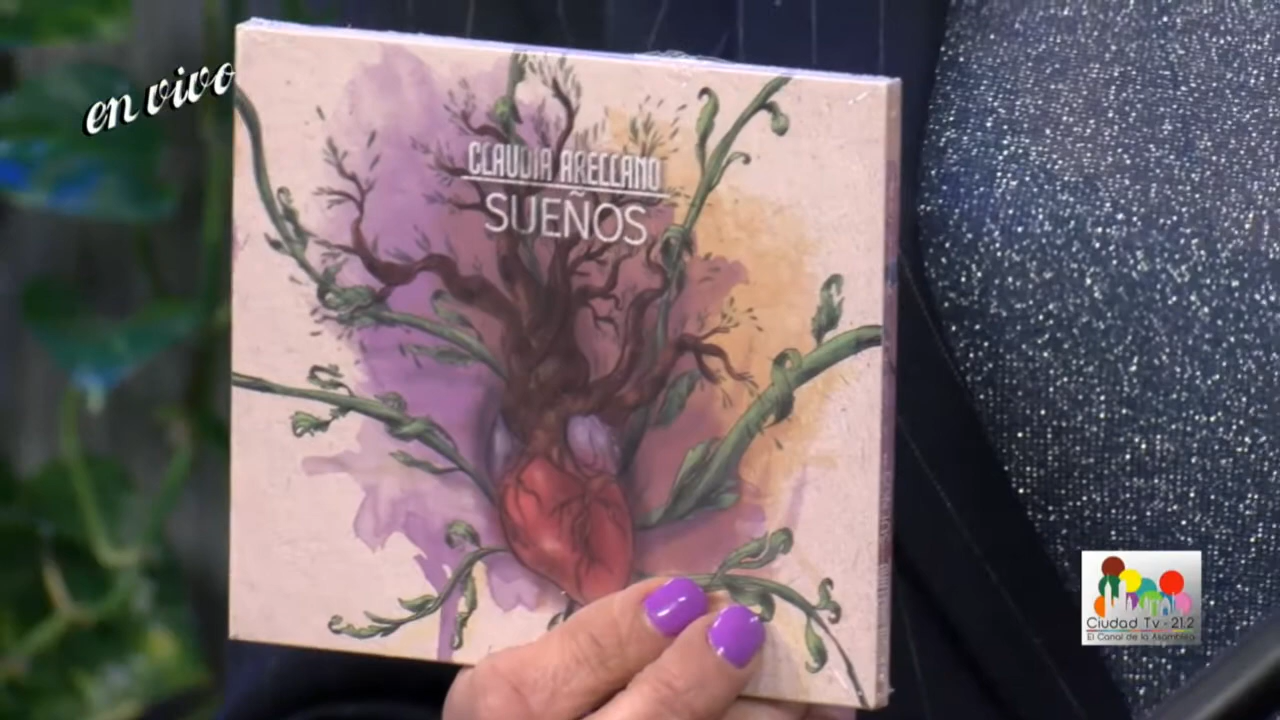 en vivo
CLAUDIA ARELLANO
SUEÑOS
Ciudad Tv - 21.2
El Canal de la Asamblea